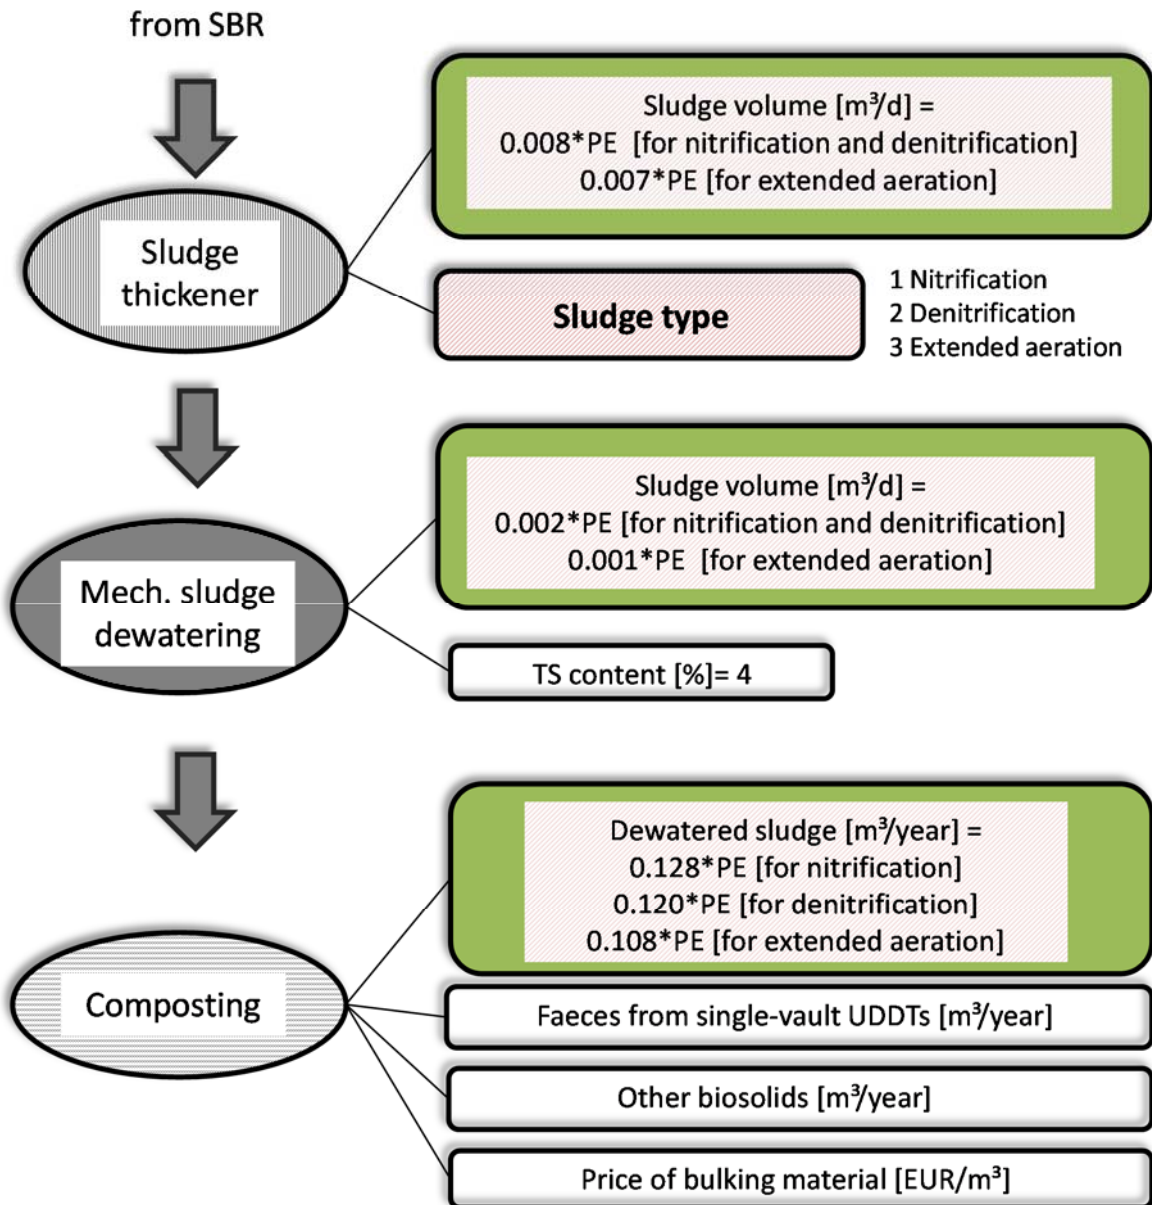 from SBR
Sludge volume [m³/d] =
0.008*PE [for nitrification and denitrification]
0.007*PE [for extended aeration]
Sludge
thickener
Sludge type
1 Nitrification
2 Denitrification
3 Extended aeration
Sludge volume [m³/d] =
0.002*PE [for nitrification and denitrification]
0.001*PE [for extended aeration]
Mech. sludge
dewatering
TS content [%]= 4
Dewatered sludge [m³/year] =
0.128*PE [for nitrification]
0.120*PE [for denitrification]
0.108*PE [for extended aeration]
Composting
Faeces from single-vault UDDTs [m³/year]
Other biosolids [m³/year]
Price of bulking material [EUR/m³]